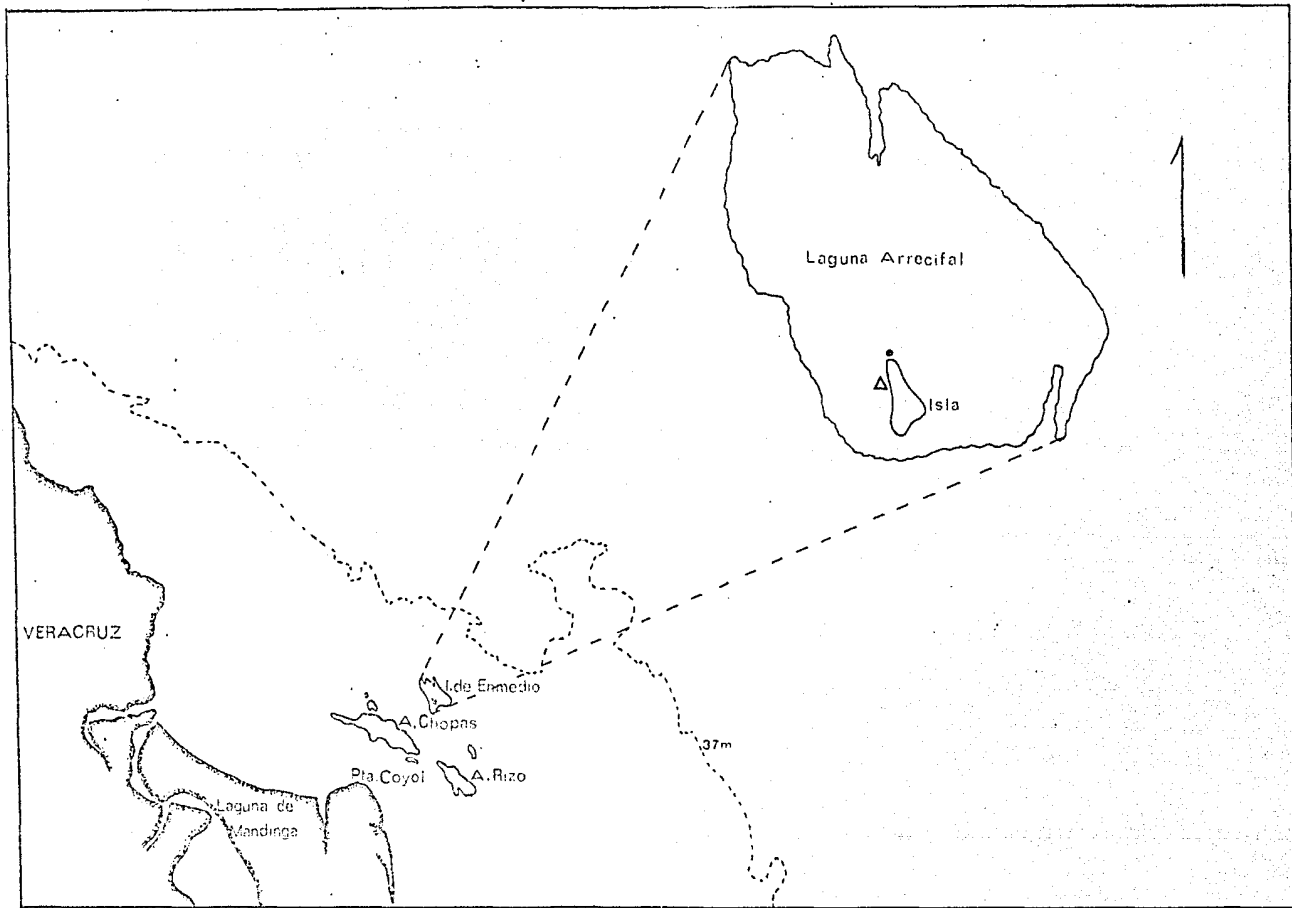 Laguna Arrecifal
Isla
VERACRUZ
I.de Enmedio
A.Chopas
Pta.Coyol
A.Rizo
37m
Laguna de
Mandinga